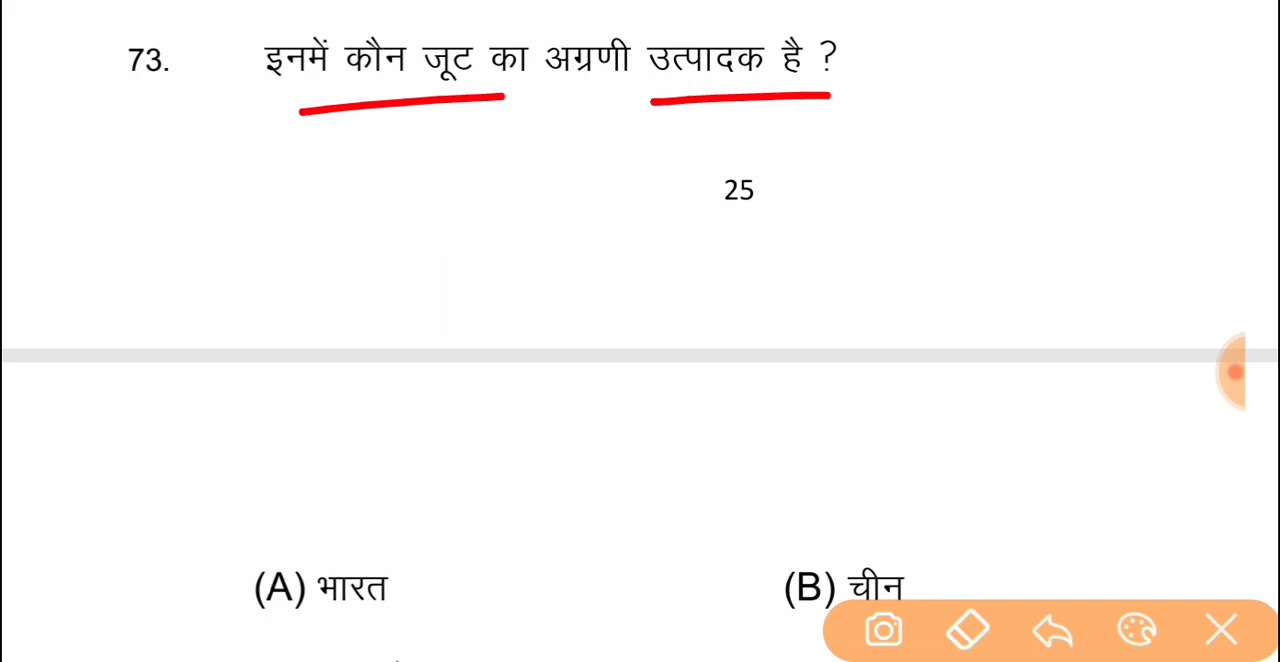 73. इनमें कौन जूट का अग्रणी उत्पादक है ?
25
(A) भारत (B) चीन